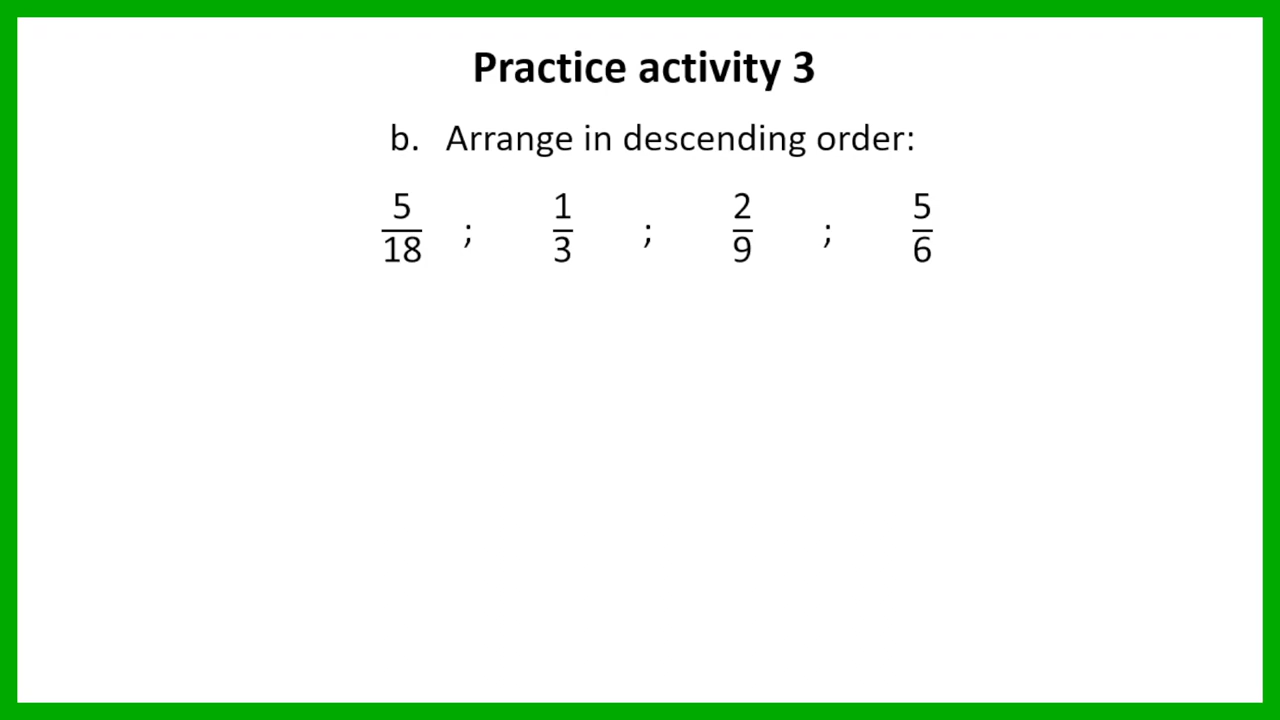 Practice activity 3
b. Arrange in descending order:
5/18 ; 1/3 ; 2/9 ; 5/6